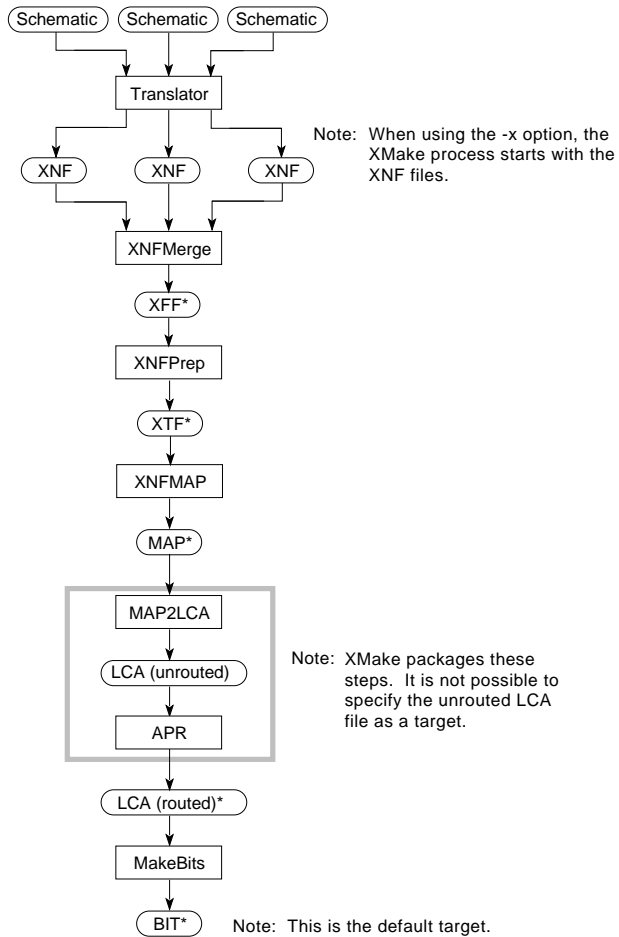 Schematic Schematic Schematic
Translator
Note: When using the -x option, the
XMake process starts with the
XNF files.
XNF XNF XNF
XNFMerge
XFF*
XNFPrep
XTF*
XNFMAP
MAP*
MAP2LCA
LCA (unrouted)
Note: XMake packages these
steps. It is not possible to
specify the unrouted LCA
file as a target.
APR
LCA (routed)*
MakeBits
BIT*
Note: This is the default target.